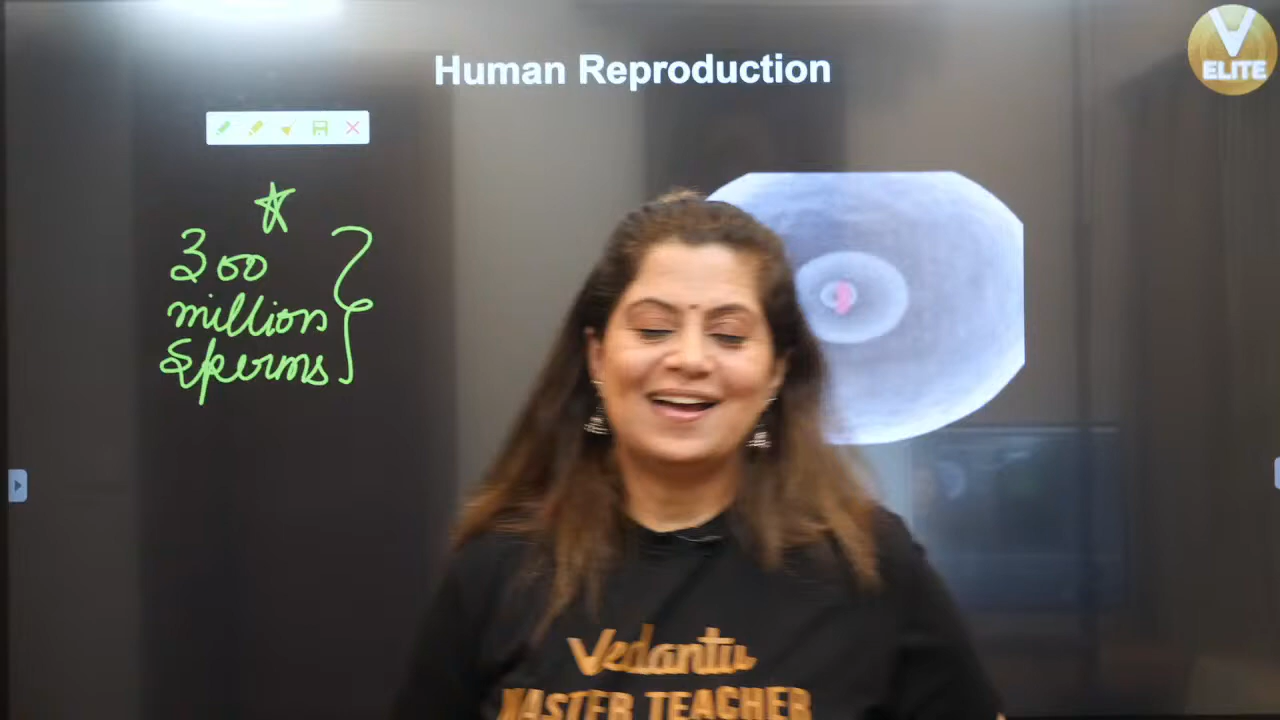 V
ELITE
Human Reproduction
300
million
Sperms
Vedantu
MASTER TEACHER